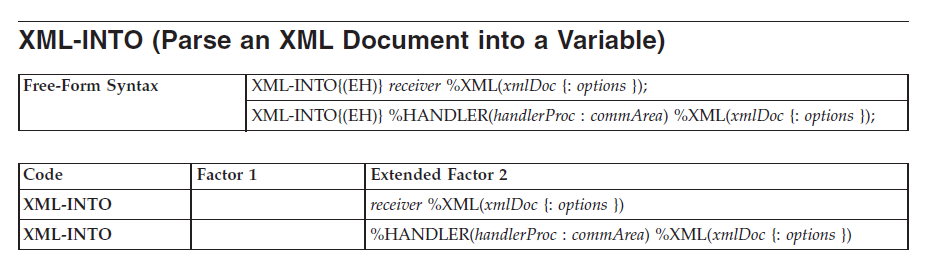 XML-INTO (Parse an XML Document into a Variable)
Free-Form Syntax XML-INTO{(EH)} receiver %XML(xmlDoc {: options });
XML-INTO{(EH)} %HANDLER(handlerProc : commArea) %XML(xmlDoc {: options });
Code Factor 1 Extended Factor 2
XML-INTO receiver %XML(xmlDoc {: options })
XML-INTO %HANDLER(handlerProc : commArea) %XML(xmlDoc {: options })